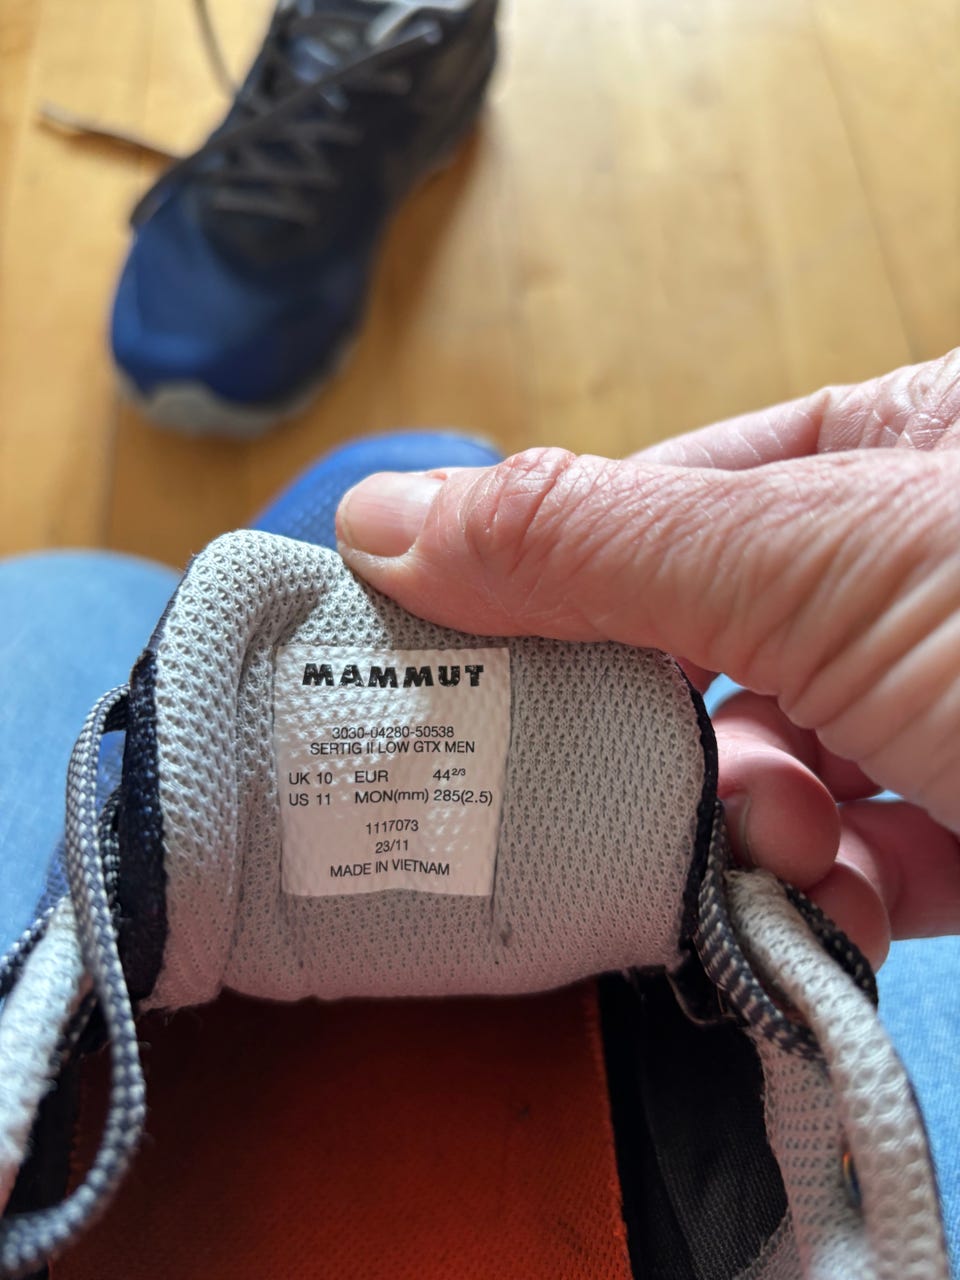 MAMMUT
3030-04280-50538
SERTIG II LOW GTX MEN
UK 10 EUR 44 2/3
US 11 MON(mm) 285(2.5)
1117073
23/11
MADE IN VIETNAM